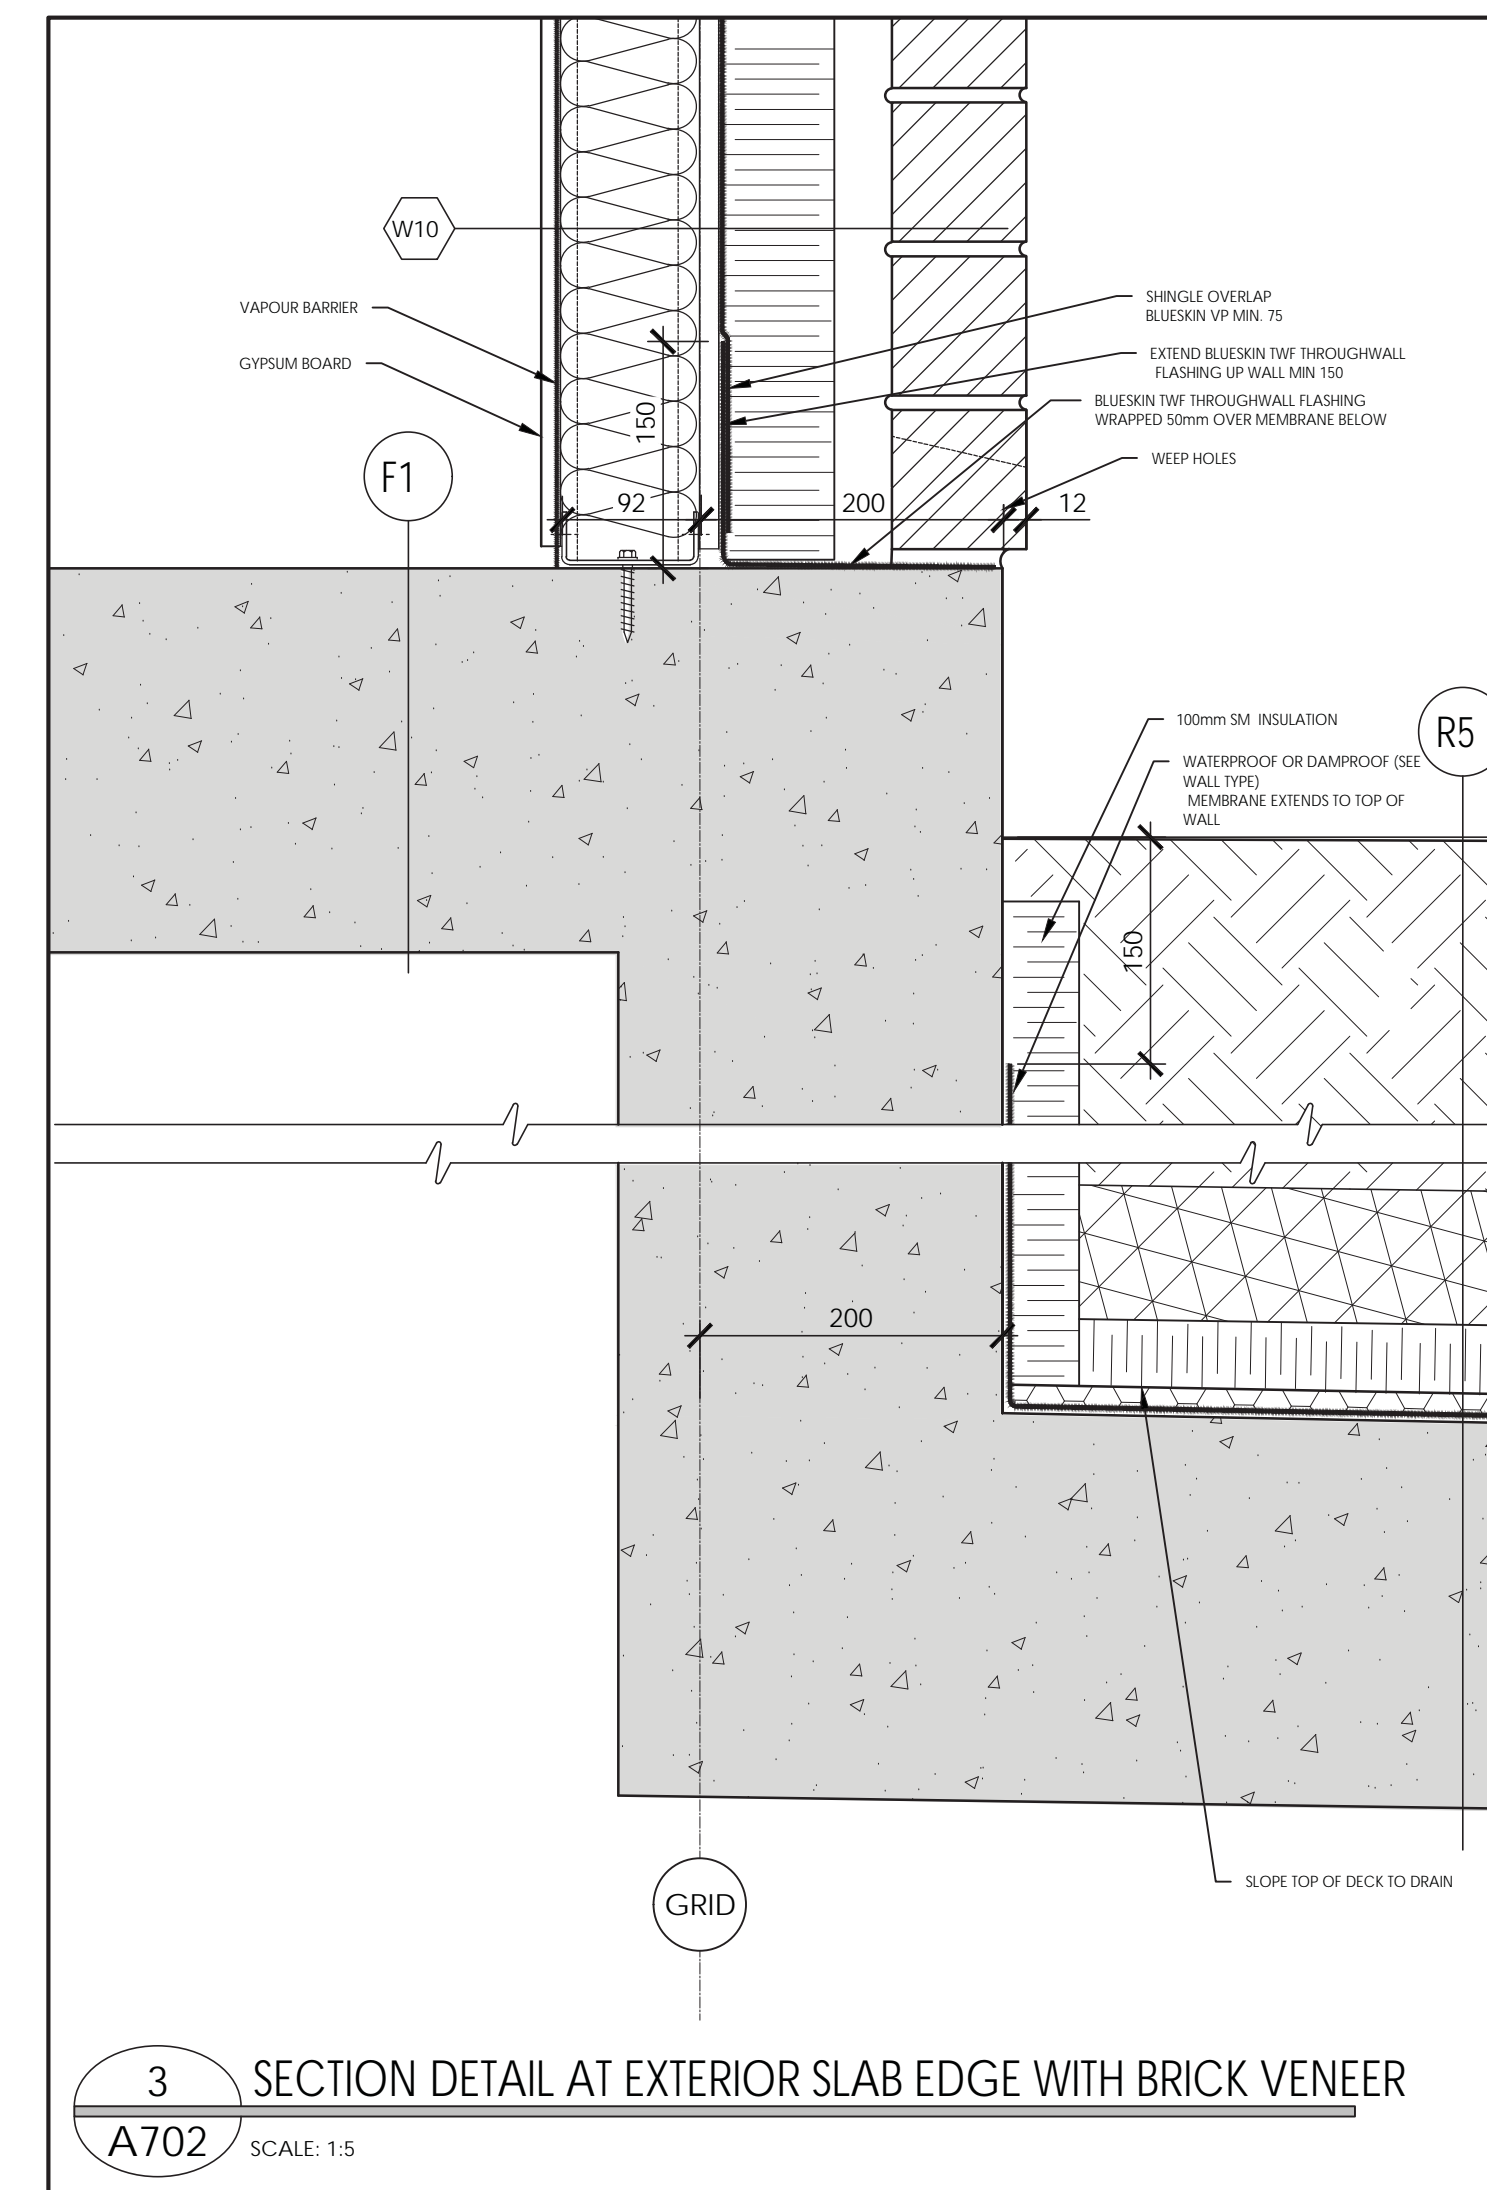 W10
VAPOUR BARRIER
GYPSUM BOARD
SHINGLE OVERLAP
BLUESKIN VP MIN. 75
EXTEND BLUESKIN TWF THROUGHWALL
FLASHING UP WALL MIN 150
BLUESKIN TWF THROUGHWALL FLASHING
WRAPPED 50mm OVER MEMBRANE BELOW
WEEP HOLES
150
F1
92
200
12
100mm SM INSULATION
R5
WATERPROOF OR DAMPROOF (SEE
WALL TYPE)
MEMBRANE EXTENDS TO TOP OF
WALL
150
200
SLOPE TOP OF DECK TO DRAIN
GRID
3
SECTION DETAIL AT EXTERIOR SLAB EDGE WITH BRICK VENEER
A702
SCALE: 1:5